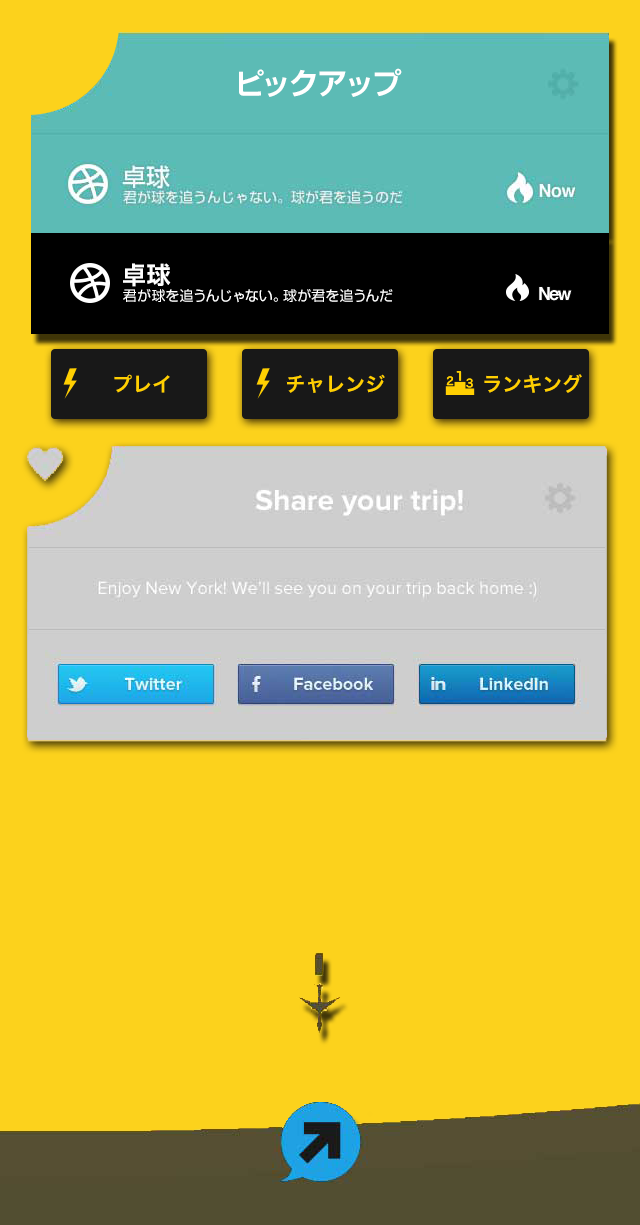 ピックアップ
卓球
君が球を追うんじゃない。球が君を追うのだ
Now
卓球
君が球を追うんじゃない。球が君を追うんだ
New
プレイ
チャレンジ
2 1 3 ランキング
Share your trip!
Enjoy New York! We'll see you on your trip back home :)
Twitter
f Facebook
in LinkedIn